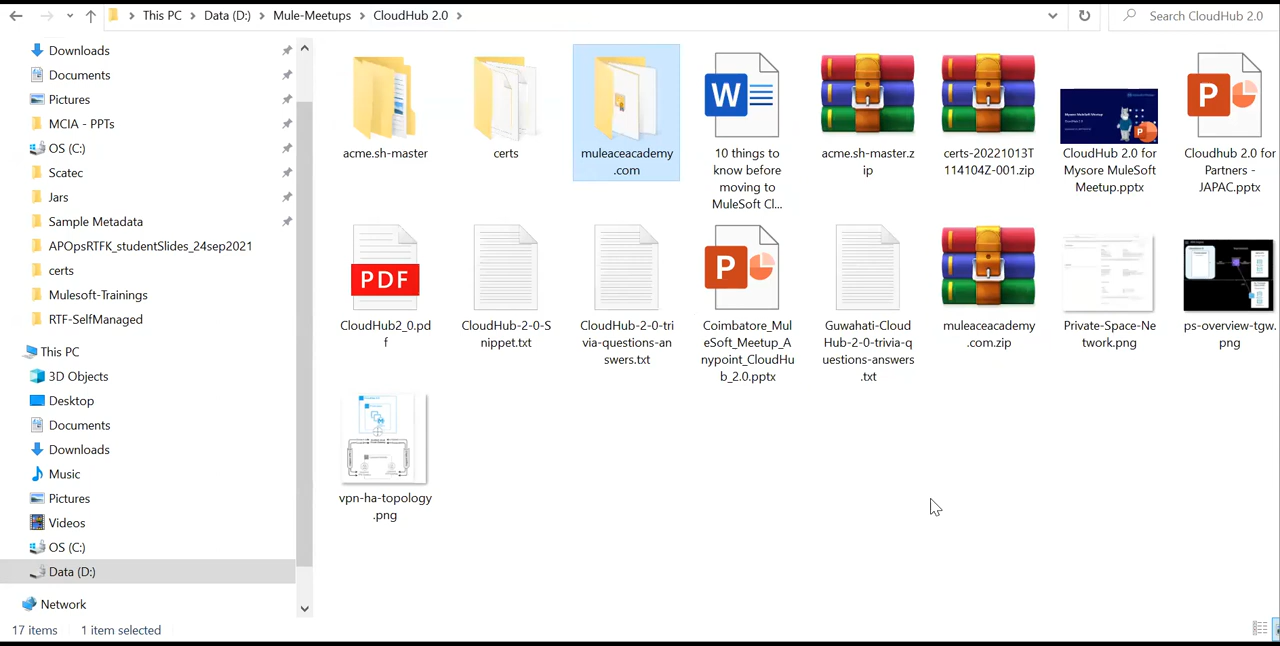 This PC > Data (D:) > Mule-Meetups > CloudHub 2.0 >
Search CloudHub 2.0
Downloads
Documents
Pictures
MCIA - PPTs
OS (C:)
Scatec
Jars
Sample Metadata
APOpsRTFK_studentSlides_24sep2021
certs
Mulesoft-Trainings
RTF-SelfManaged
This PC
3D Objects
Desktop
Documents
Downloads
Music
Pictures
Videos
OS (C:)
Data (D:)
Network
acme.sh-master
certs
muleaceacademy
.com
W
10 things to
know before
moving to
MuleSoft Cl...
acme.sh-master.z
ip
certs-20221013T
114104Z-001.zip
Mysore MuleSoft Meetup
P
CloudHub 2.0 for
Mysore MuleSoft
Meetup.pptx
P
Cloudhub 2.0 for
Partners -
JAPAC.pptx
PDF
CloudHub2_0.pd
f
CloudHub-2-0-S
nippet.txt
CloudHub-2-0-tri
via-questions-an
swers.txt
P
Coimbatore_Mul
eSoft_Meetup_A
nypoint_CloudHu
b_2.0.pptx
Guwahati-Cloud
Hub-2-0-trivia-q
uestions-answers
.txt
muleaceacademy
.com.zip
Private-Space-Ne
twork.png
ps-overview-tgw.
png
vpn-ha-topology
.png
17 items
1 item selected